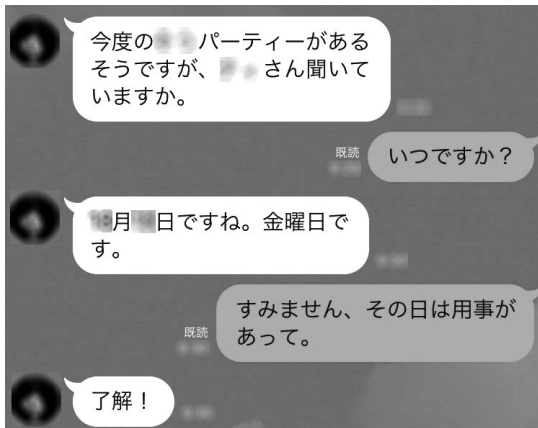 今度のパーティーがある
そうですが、さん聞いて
いますか。
既読
いつですか？
月日ですね。金曜日で
す。
すみません、その日は用事が
あって。
既読
了解！